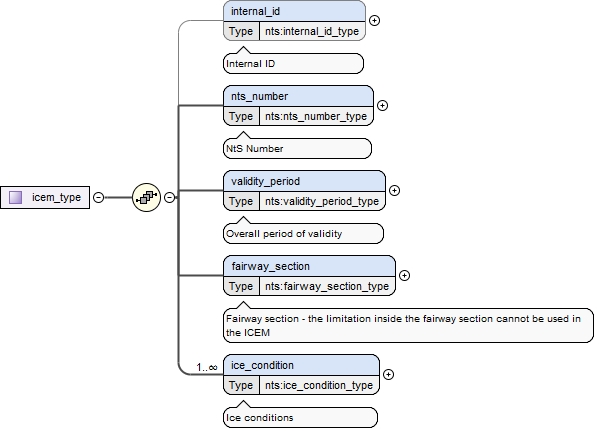 internal_id
Type nts:internal_id_type
Internal ID
nts_number
Type nts:nts_number_type
NtS Number
validity_period
Type nts:validity_period_type
Overall period of validity
icem_type
fairway_section
Type nts:fairway_section_type
Fairway section - the limitation inside the fairway section cannot be used in
the ICEM
1..∞
ice_condition
Type nts:ice_condition_type
Ice conditions